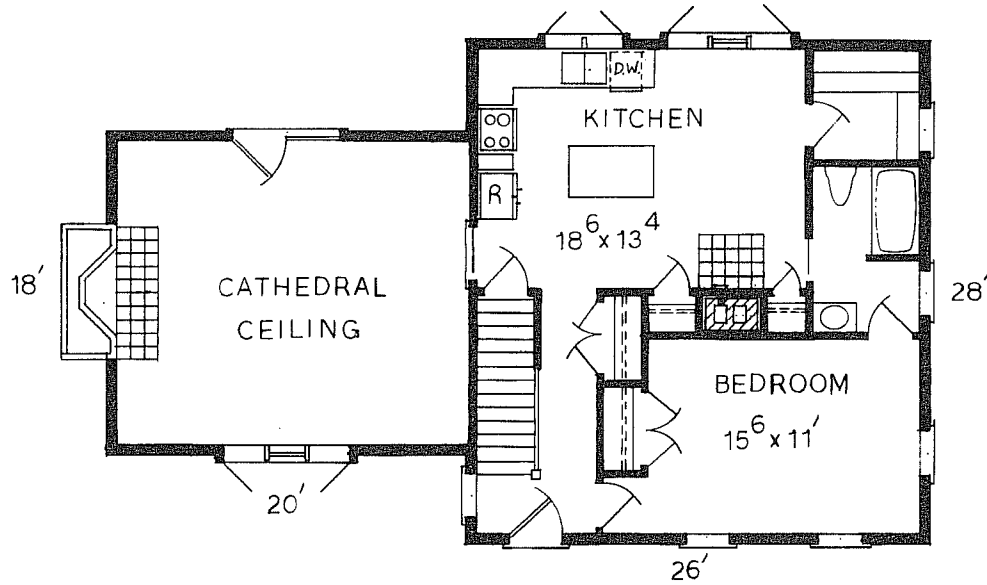 D.W.
KITCHEN
R
18⁶ x 13⁴
18'
CATHEDRAL
CEILING
28'
BEDROOM
15⁶ x 11'
20'
26'